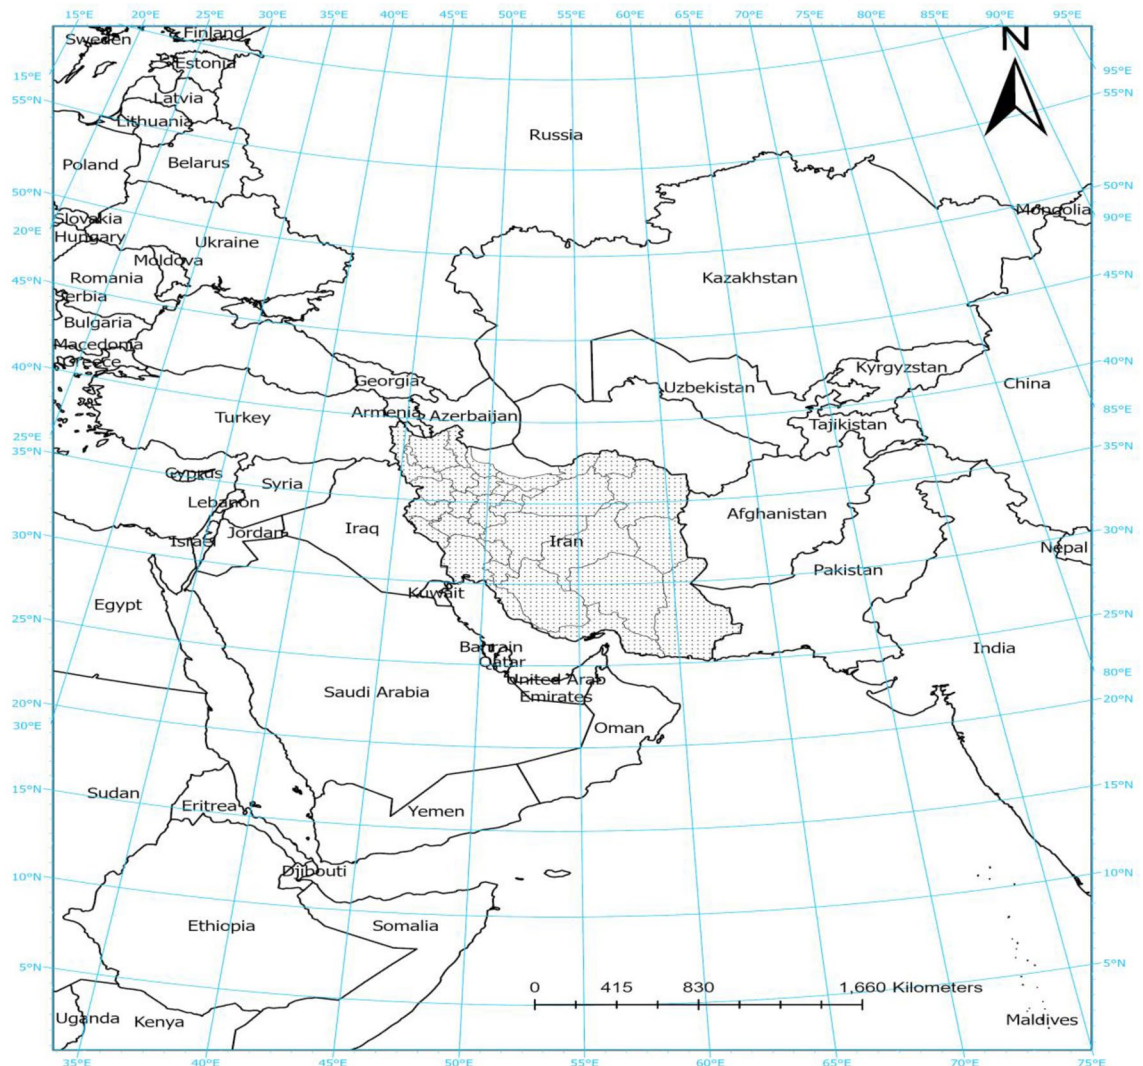 15°E 20°E 25°E 30°E 35°E 40°E 45°E 50°E 55°E 60°E 65°E 70°E 75°E 80°E 85°E 90°E 95°E
Sweden
Finland
N
Estonia
15°E
95°E
55°N
55°N
Latvia
Lithuania
Russia
Poland
Belarus
50°N
50°N
Slovakia
Mongolia
90°E
20°E
Hungary
Ukraine
Moldova
45°N
Romania
Kazakhstan
45°N
Serbia
Bulgaria
Macedonia
Greece
40°N
40°N
Georgia
Kyrgyzstan
Uzbekistan
China
85°E
Armenia
Azerbaijan
Turkey
Tajikistan
25°E
35°N
35°N
Cyprus
Syria
Lebanon
Afghanistan
Iraq
30°N
30°N
Jordan
Israel
Iran
Nepal
Pakistan
Kuwait
Egypt
25°N
25°N
Bahrain
India
Qatar
80°E
United Arab
Emirates
Saudi Arabia
20°N
20°N
30°E
Oman
15°N
15°N
Sudan
Eritrea
Yemen
Djibouti
10°N
10°N
Ethiopia
Somalia
5°N
5°N
0 415 830 1,660 Kilometers
Uganda
Kenya
Maldives
35°E 40°E 45°E 50°E 55°E 60°E 65°E 70°E 75°E